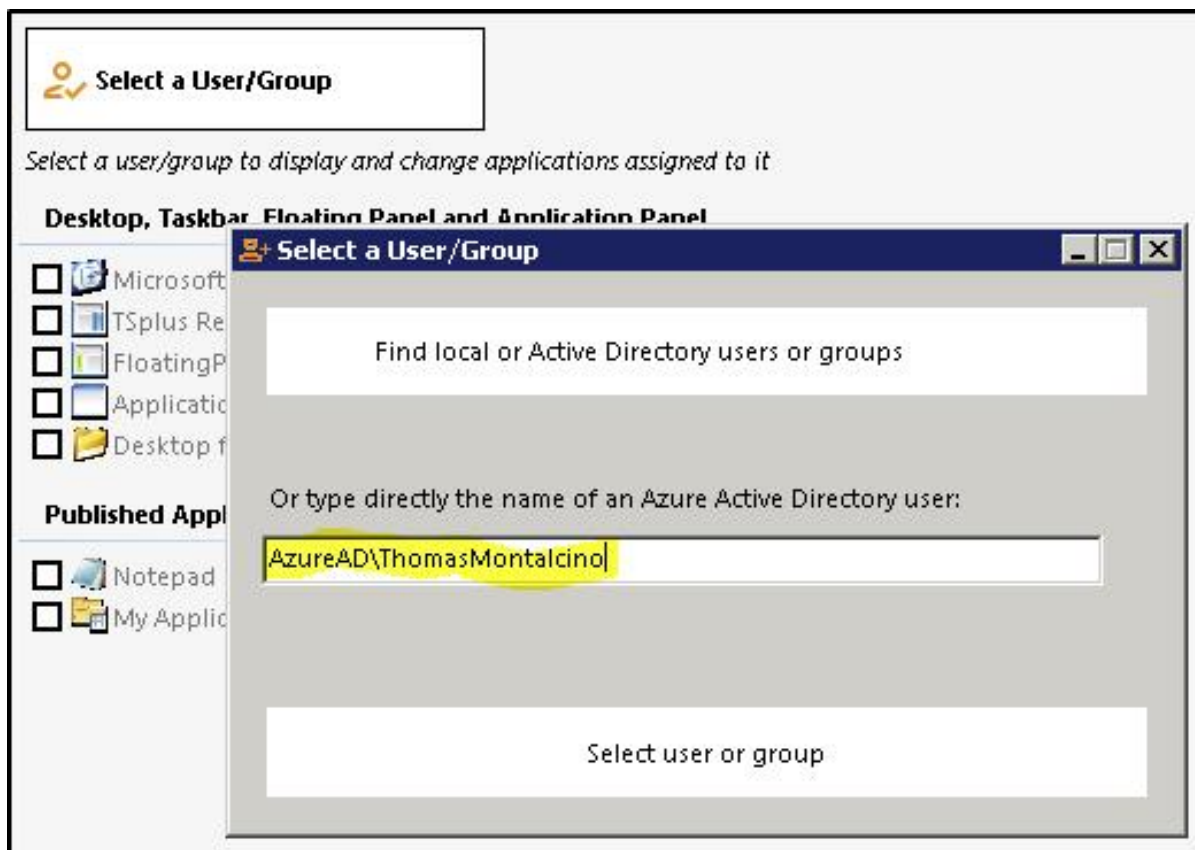 Select a User/Group
Select a user/group to display and change applications assigned to it
Desktop, Taskbar, Floating Panel and Application Panel
Select a User/Group
Microsoft
TSplus Re
FloatingP
Applicatio
Desktop f
Find local or Active Directory users or groups
Or type directly the name of an Azure Active Directory user:
AzureAD\ThomasMontalcino
Published Appl
Notepad
My Applic
Select user or group